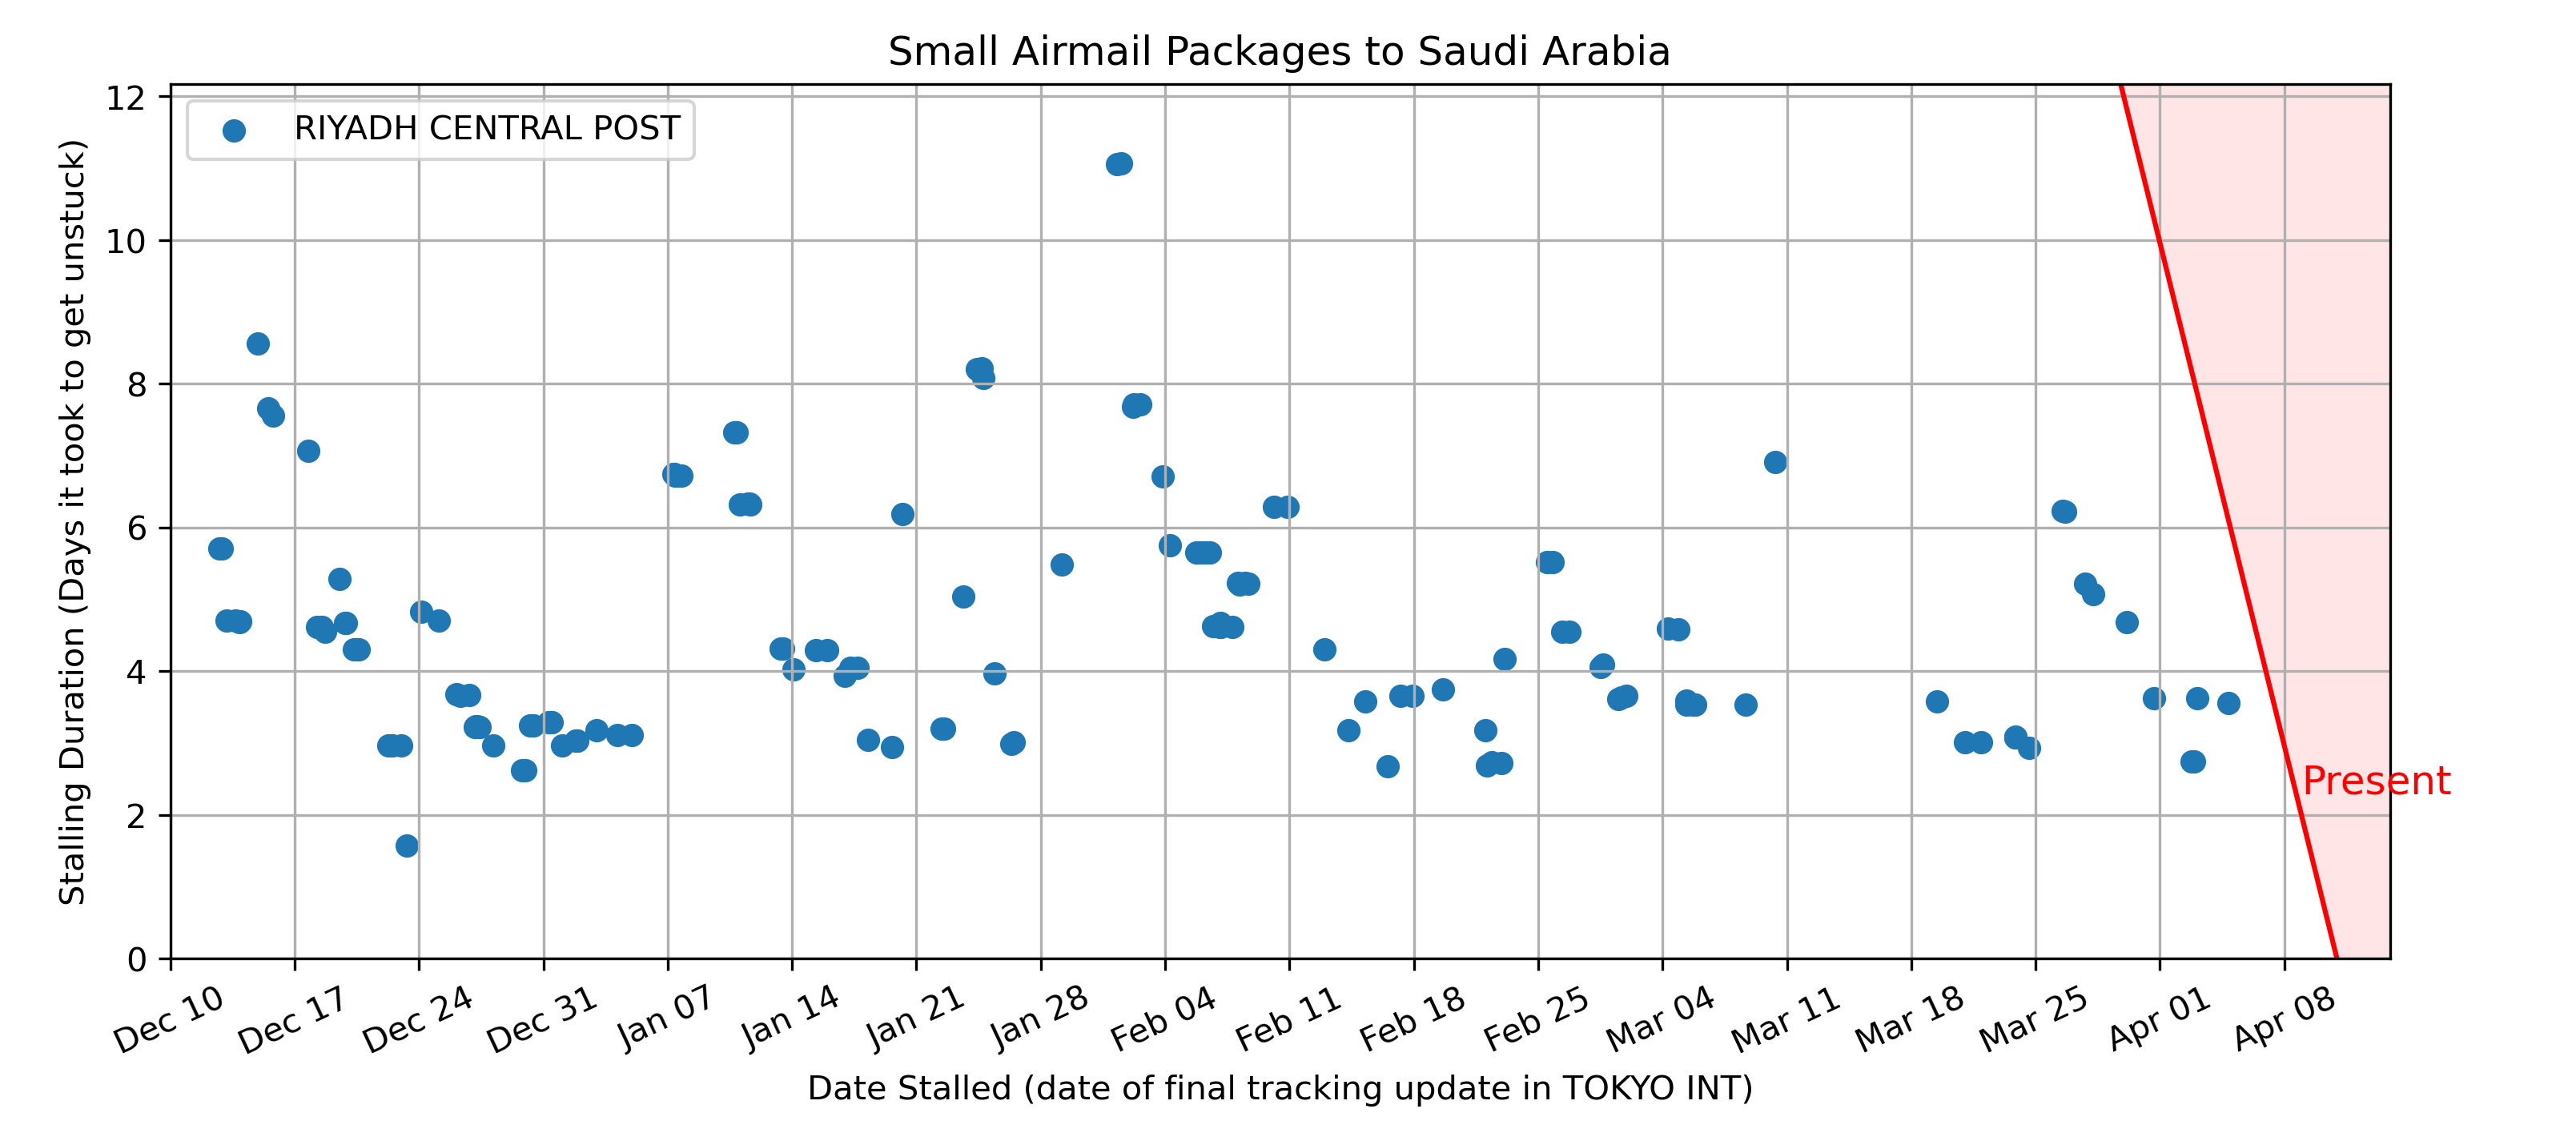 Small Airmail Packages to Saudi Arabia
RIYADH CENTRAL POST
Stalling Duration (Days it took to get unstuck)
12
10
8
6
4
2
0
Present
Dec 10
Dec 17
Dec 24
Dec 31
Jan 07
Jan 14
Jan 21
Jan 28
Feb 04
Feb 11
Feb 18
Feb 25
Mar 04
Mar 11
Mar 18
Mar 25
Apr 01
Apr 08
Date Stalled (date of final tracking update in TOKYO INT)